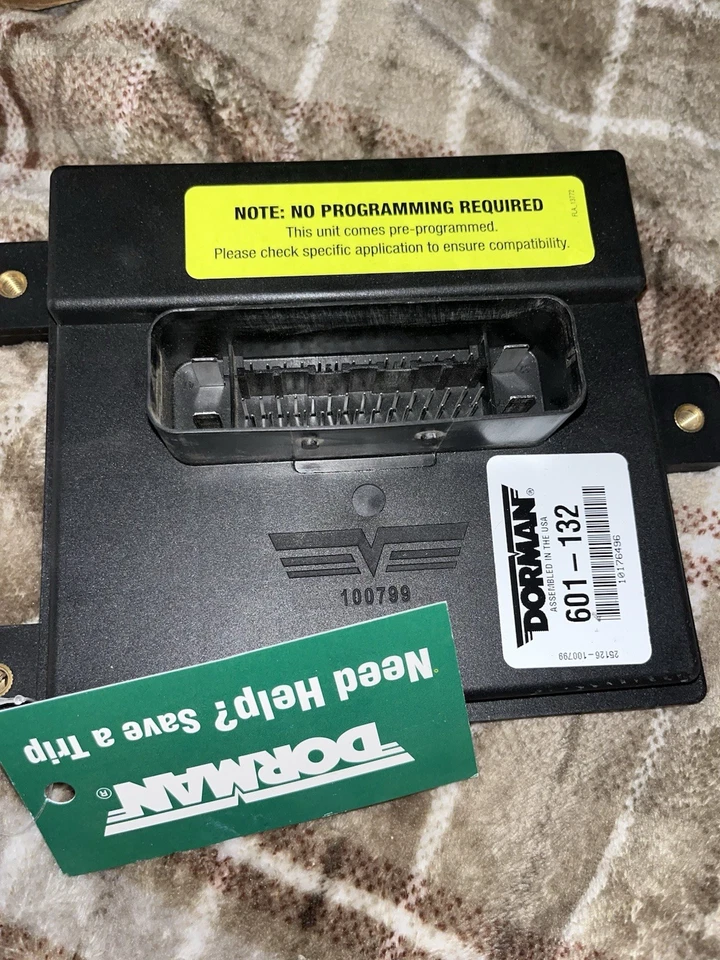 NOTE: NO PROGRAMMING REQUIRED
This unit comes pre-programmed.
Please check specific application to ensure compatibility.
FLA_13772
100799
DORMAN®
ASSEMBLED IN THE USA
601-132
10176496
25126-100799
Need Help? Save a Trip
DORMAN®